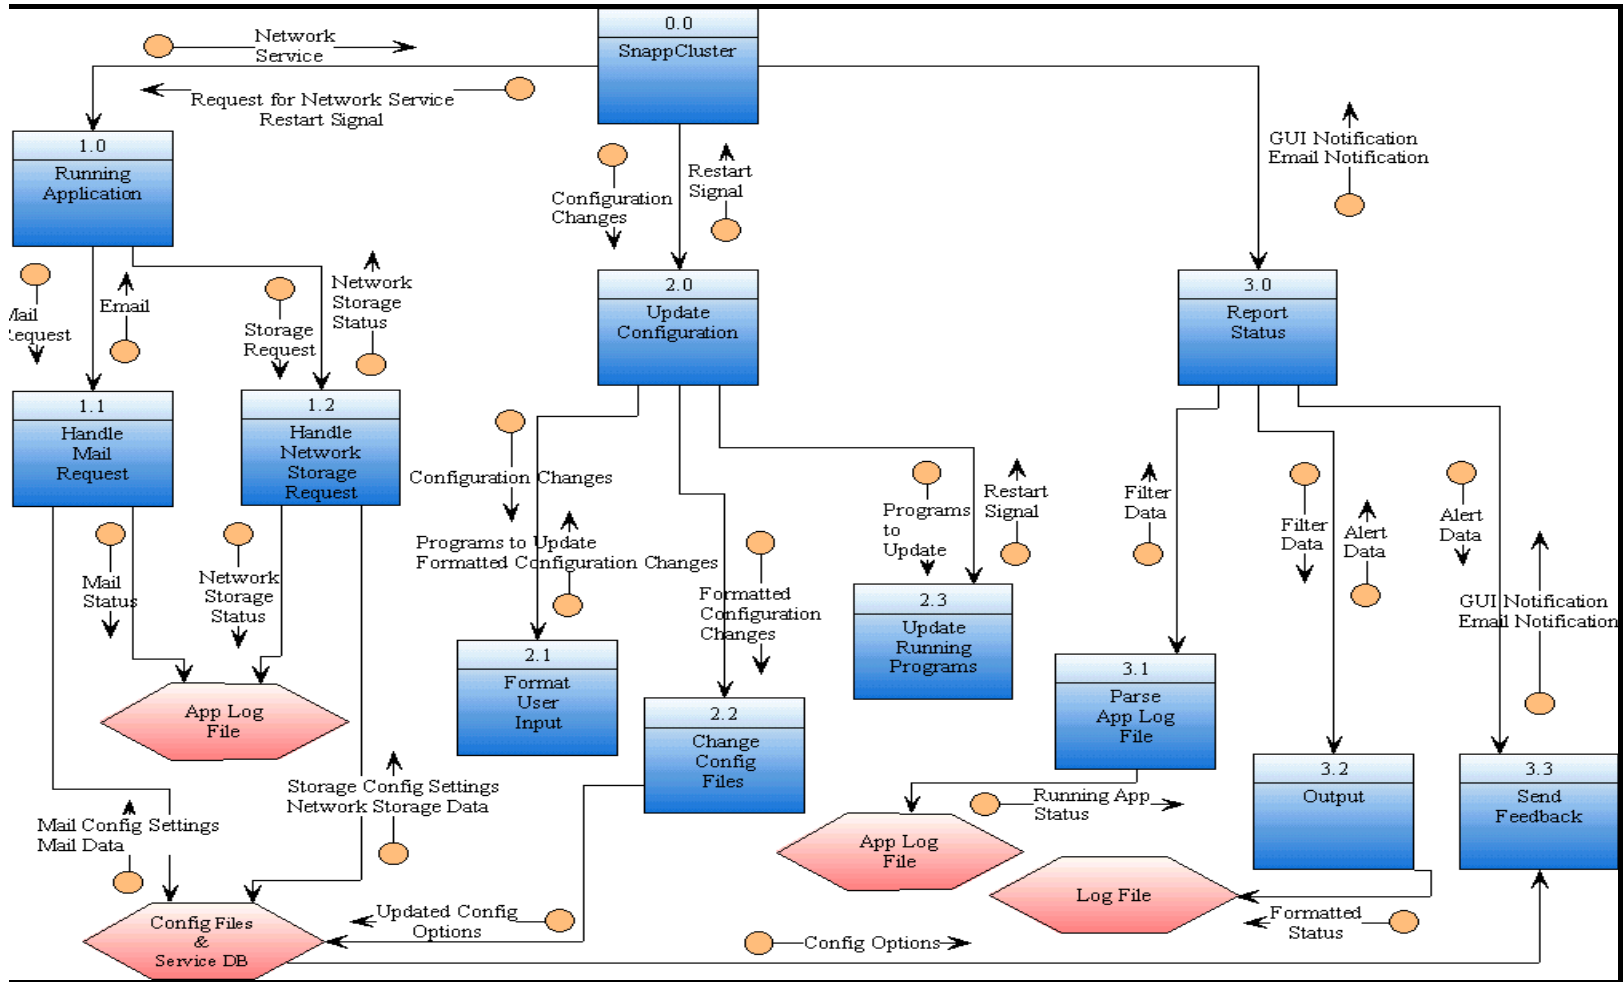 0.0
SnappCluster
Network
Service
Request for Network Service
Restart Signal
1.0
Running
Application
Configuration
Changes
Restart
Signal
GUI Notification
Email Notification
Mail
Request
Email
Storage
Request
Network
Storage
Status
2.0
Update
Configuration
3.0
Report
Status
1.1
Handle
Mail
Request
1.2
Handle
Network
Storage
Request
Configuration Changes
Programs to Update
Formatted Configuration Changes
Programs
to
Update
Restart
Signal
Filter
Data
Filter
Data
Alert
Data
Alert
Data
GUI Notification
Email Notification
Mail
Status
Network
Storage
Status
Formatted
Configuration
Changes
2.1
Format
User
Input
2.2
Change
Config
Files
2.3
Update
Running
Programs
3.1
Parse
App Log
File
3.2
Output
3.3
Send
Feedback
App Log
File
Storage Config Settings
Network Storage Data
Mail Config Settings
Mail Data
Running App
Status
App Log
File
Log File
Formatted
Status
Updated Config
Options
Config Options
Config Files
&
Service DB